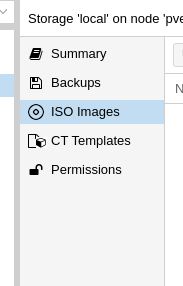 Storage 'local' on node 'pve
Summary
Backups
ISO Images
N
CT Templates
Permissions